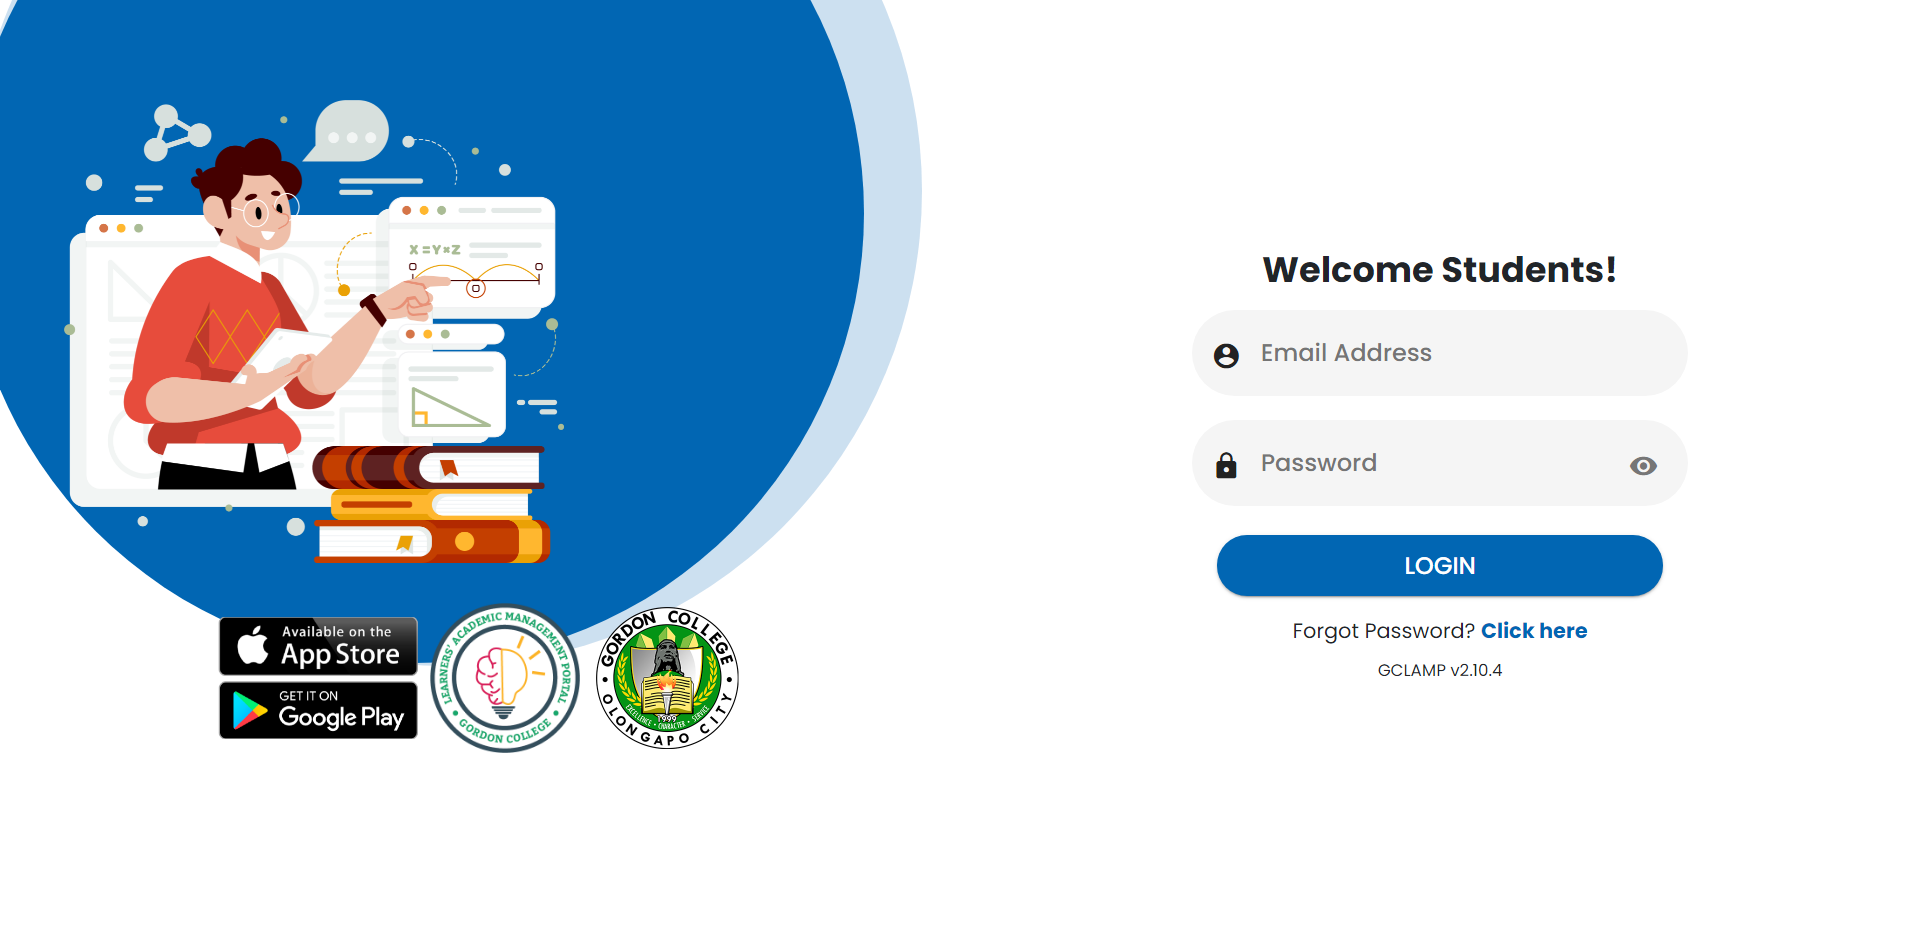 X=Y×Z
Available on the
App Store
GET IT ON
Google Play
LEARNERS' ACADEMIC MANAGEMENT PORTAL
GORDON COLLEGE
GORDON COLLEGE
1999
EXCELLENCE • CHARACTER • SERVICE
OLONGAPO CITY
Welcome Students!
Email Address
Password
LOGIN
Forgot Password? Click here
GCLAMP v2.10.4